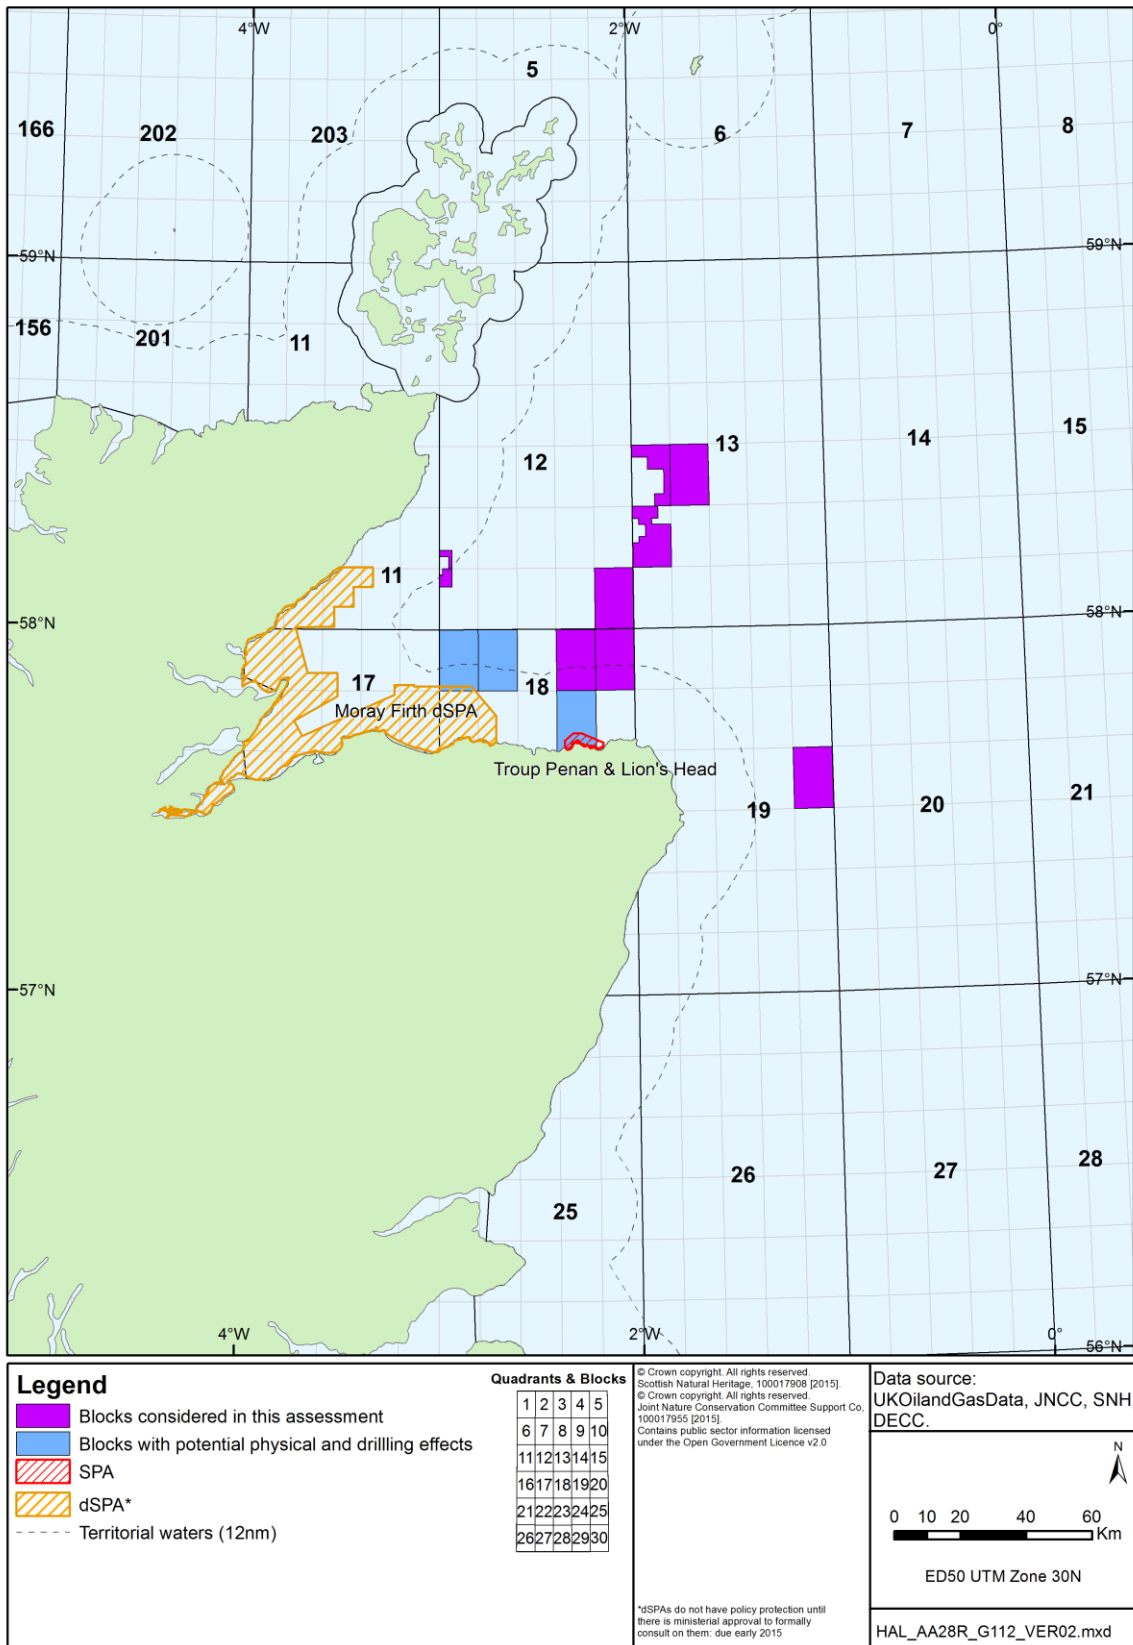 4°W
2°W
0°
5
166
202
203
6
7
8
59°N
59°N
156
201
11
12
13
14
15
11
58°N
58°N
17
18
Moray Firth dSPA
Troup Penan & Lion's Head
19
20
21
57°N
57°N
25
26
27
28
4°W
2°W
0°
56°N
Legend
Blocks considered in this assessment
Blocks with potential physical and drillling effects
SPA
dSPA*
Territorial waters (12nm)
Quadrants & Blocks
1 2 3 4 5
6 7 8 9 10
11 12 13 14 15
16 17 18 19 20
21 22 23 24 25
26 27 28 29 30
© Crown copyright. All rights reserved.
Scottish Natural Heritage, 100017908 [2015].
© Crown copyright. All rights reserved.
Joint Nature Conservation Committee Support Co,
100017955 [2015].
Contains public sector information licensed
under the Open Government Licence v2.0
*dSPAs do not have policy protection until
there is ministerial approval to formally
consult on them: due early 2015
Data source:
UKOilandGasData, JNCC, SNH
DECC.
N
0 10 20 40 60
Km
ED50 UTM Zone 30N
HAL_AA28R_G112_VER02.mxd